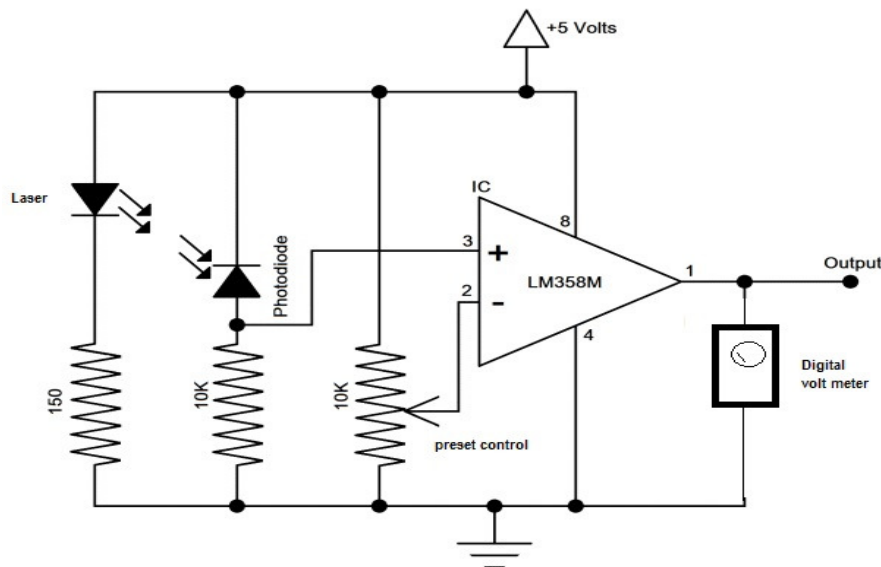 +5 Volts
Laser
Photodiode
IC
8
3
+
2
-
LM358M
1
4
Output
150
10K
10K
preset control
Digital
volt meter